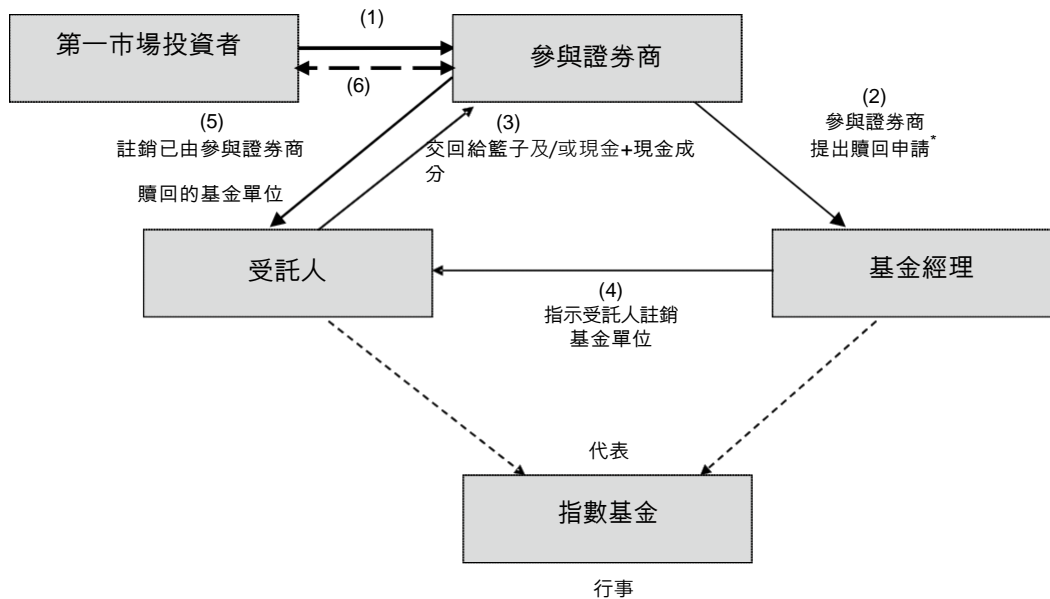 (1)
第一市場投資者
參與證券商
(6)
(5)
註銷已由參與證券商
贖回的基金單位
(3)
交回給籃子及/或現金+現金成
分
(2)
參與證券商
提出贖回申請*
受託人
基金經理
(4)
指示受託人註銷
基金單位
代表
指數基金
行事